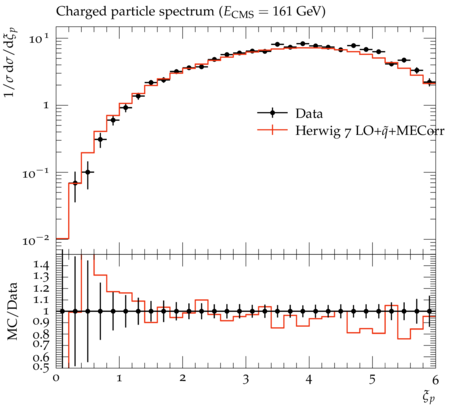 Charged particle spectrum (E_CMS = 161 GeV)
1/σ dσ/dξ̃_p
10^1
1
10^−1
10^−2
Data
Herwig 7 LO+q̃+MECorr
MC/Data
1.4
1.3
1.2
1.1
1
0.9
0.8
0.7
0.6
0.5
0 1 2 3 4 5 6
ξ_p